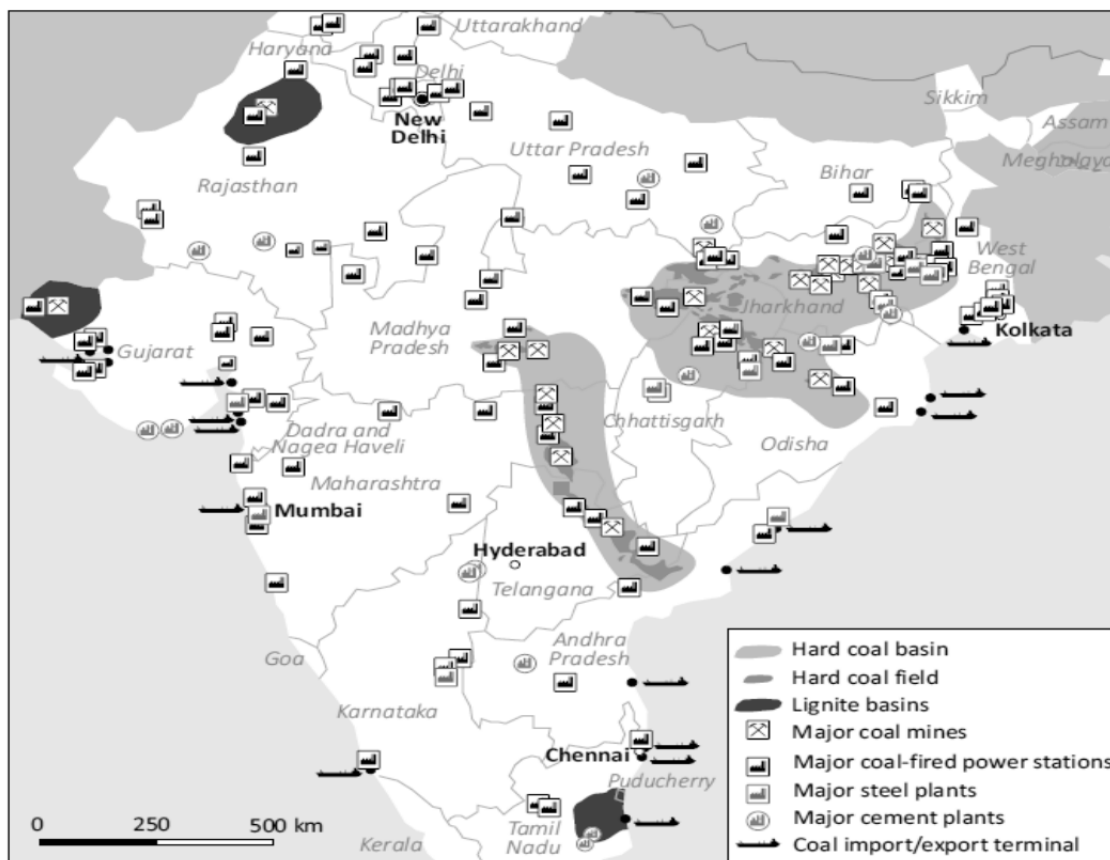 Uttarakhand
Haryana
Delhi
New
Delhi
Sikkim
Assam
Meghalaya
Uttar Pradesh
Bihar
Rajasthan
West
Bengal
Jharkhand
Kolkata
Madhya
Pradesh
Gujarat
Chhattisgarh
Odisha
Dadra and
Nagea Haveli
Maharashtra
Mumbai
Hyderabad
Telangana
Andhra
Pradesh
Goa
Karnataka
Chennai
Puducherry
Tamil
Nadu
Kerala
0 250 500 km
Hard coal basin
Hard coal field
Lignite basins
Major coal mines
Major coal-fired power stations
Major steel plants
Major cement plants
Coal import/export terminal